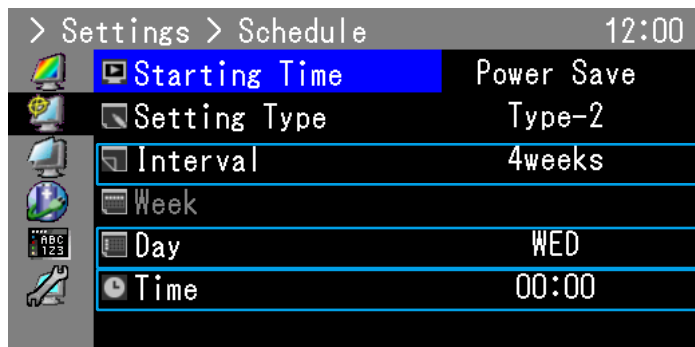 > Settings > Schedule 12:00
Starting Time Power Save
Setting Type Type-2
Interval 4weeks
Week
Day WED
ABC
123
Time 00:00